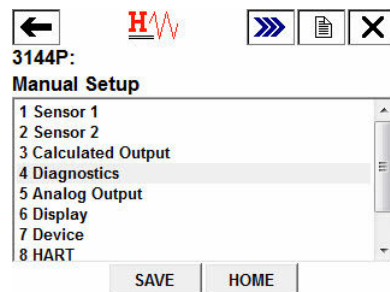 H
3144P:
Manual Setup
1 Sensor 1
2 Sensor 2
3 Calculated Output
4 Diagnostics
5 Analog Output
6 Display
7 Device
8 HART
SAVE HOME